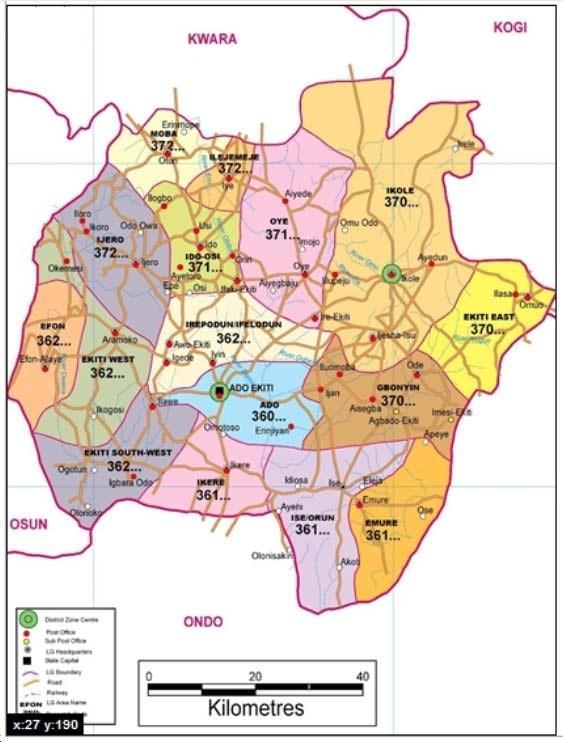 KWARA
KOGI
Erinmope
MOBA
372...
Otun
ILEJEMEJE
372...
Iye
Irele
Ilogbo
Aiyede
IKOLE
370...
OYE
371...
Iloro
Ikoro
Odo Owa
Usi
Omu Odo
IJERO
372...
Ido
IDO-OSI
371...
Imojo
Okemesi
Ijero
Orin
Ayetoro
Oye
Ilupeju
Ikole
Ayedun
Epe
Osi
Ifaki-Ekiti
Aiyegbaju
Ilasa
Omuo
EFON
362...
IREPODUN/IFELODUN
362...
Ire-Ekiti
EKITI EAST
370...
Aramoko
Awo-Ekiti
Ijesha-Isu
Efon-Alaye
EKITI WEST
362...
Igede
Iyin
Iluomoba
Ode
ADO EKITI
GBONYIN
370...
ADO
360...
Ijan
Aisegba
Ikogosi
Ilawe
Imesi-Ekiti
Agbado-Ekiti
Omotoso
Erinjiyan
Apeye
EKITI SOUTH-WEST
362...
Ogotun
Igbara Odo
Ikere
IKERE
361...
Idiosa
Ise
Eleja
Emure
Olonoko
Ayeni
Ose
ISE/ORUN
361...
EMURE
361...
OSUN
Olonisakin
Akoti
ONDO
District Zone Centre
Post Office
Sub Post Office
LG Headquarters
State Capital
LG Boundary
Road
Railway
EFON
LG Area Name
0 20 40
Kilometres
x:27 y:190